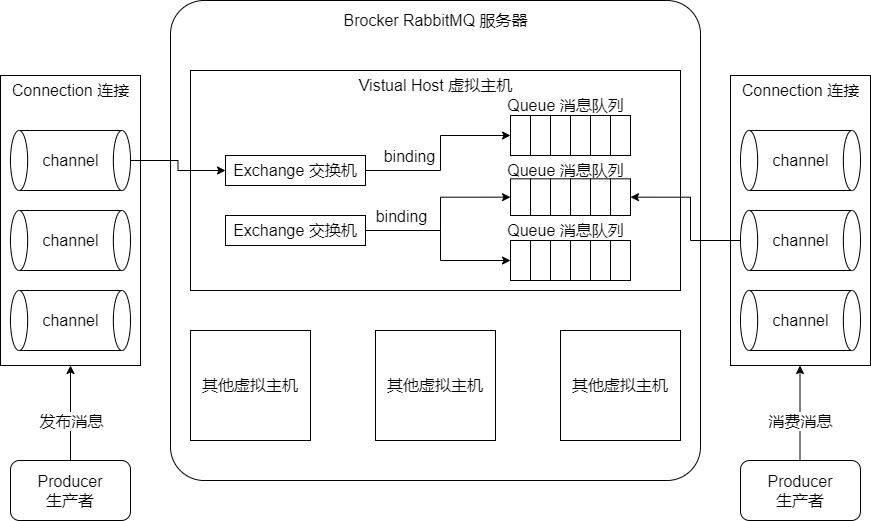 Brocker RabbitMQ 服务器
Connection 连接
channel
channel
channel
发布消息
Producer
生产者
Vistual Host 虚拟主机
Queue 消息队列
binding
Exchange 交换机
Queue 消息队列
binding
Exchange 交换机
Queue 消息队列
其他虚拟主机
其他虚拟主机
其他虚拟主机
Connection 连接
channel
channel
channel
消费消息
Producer
生产者